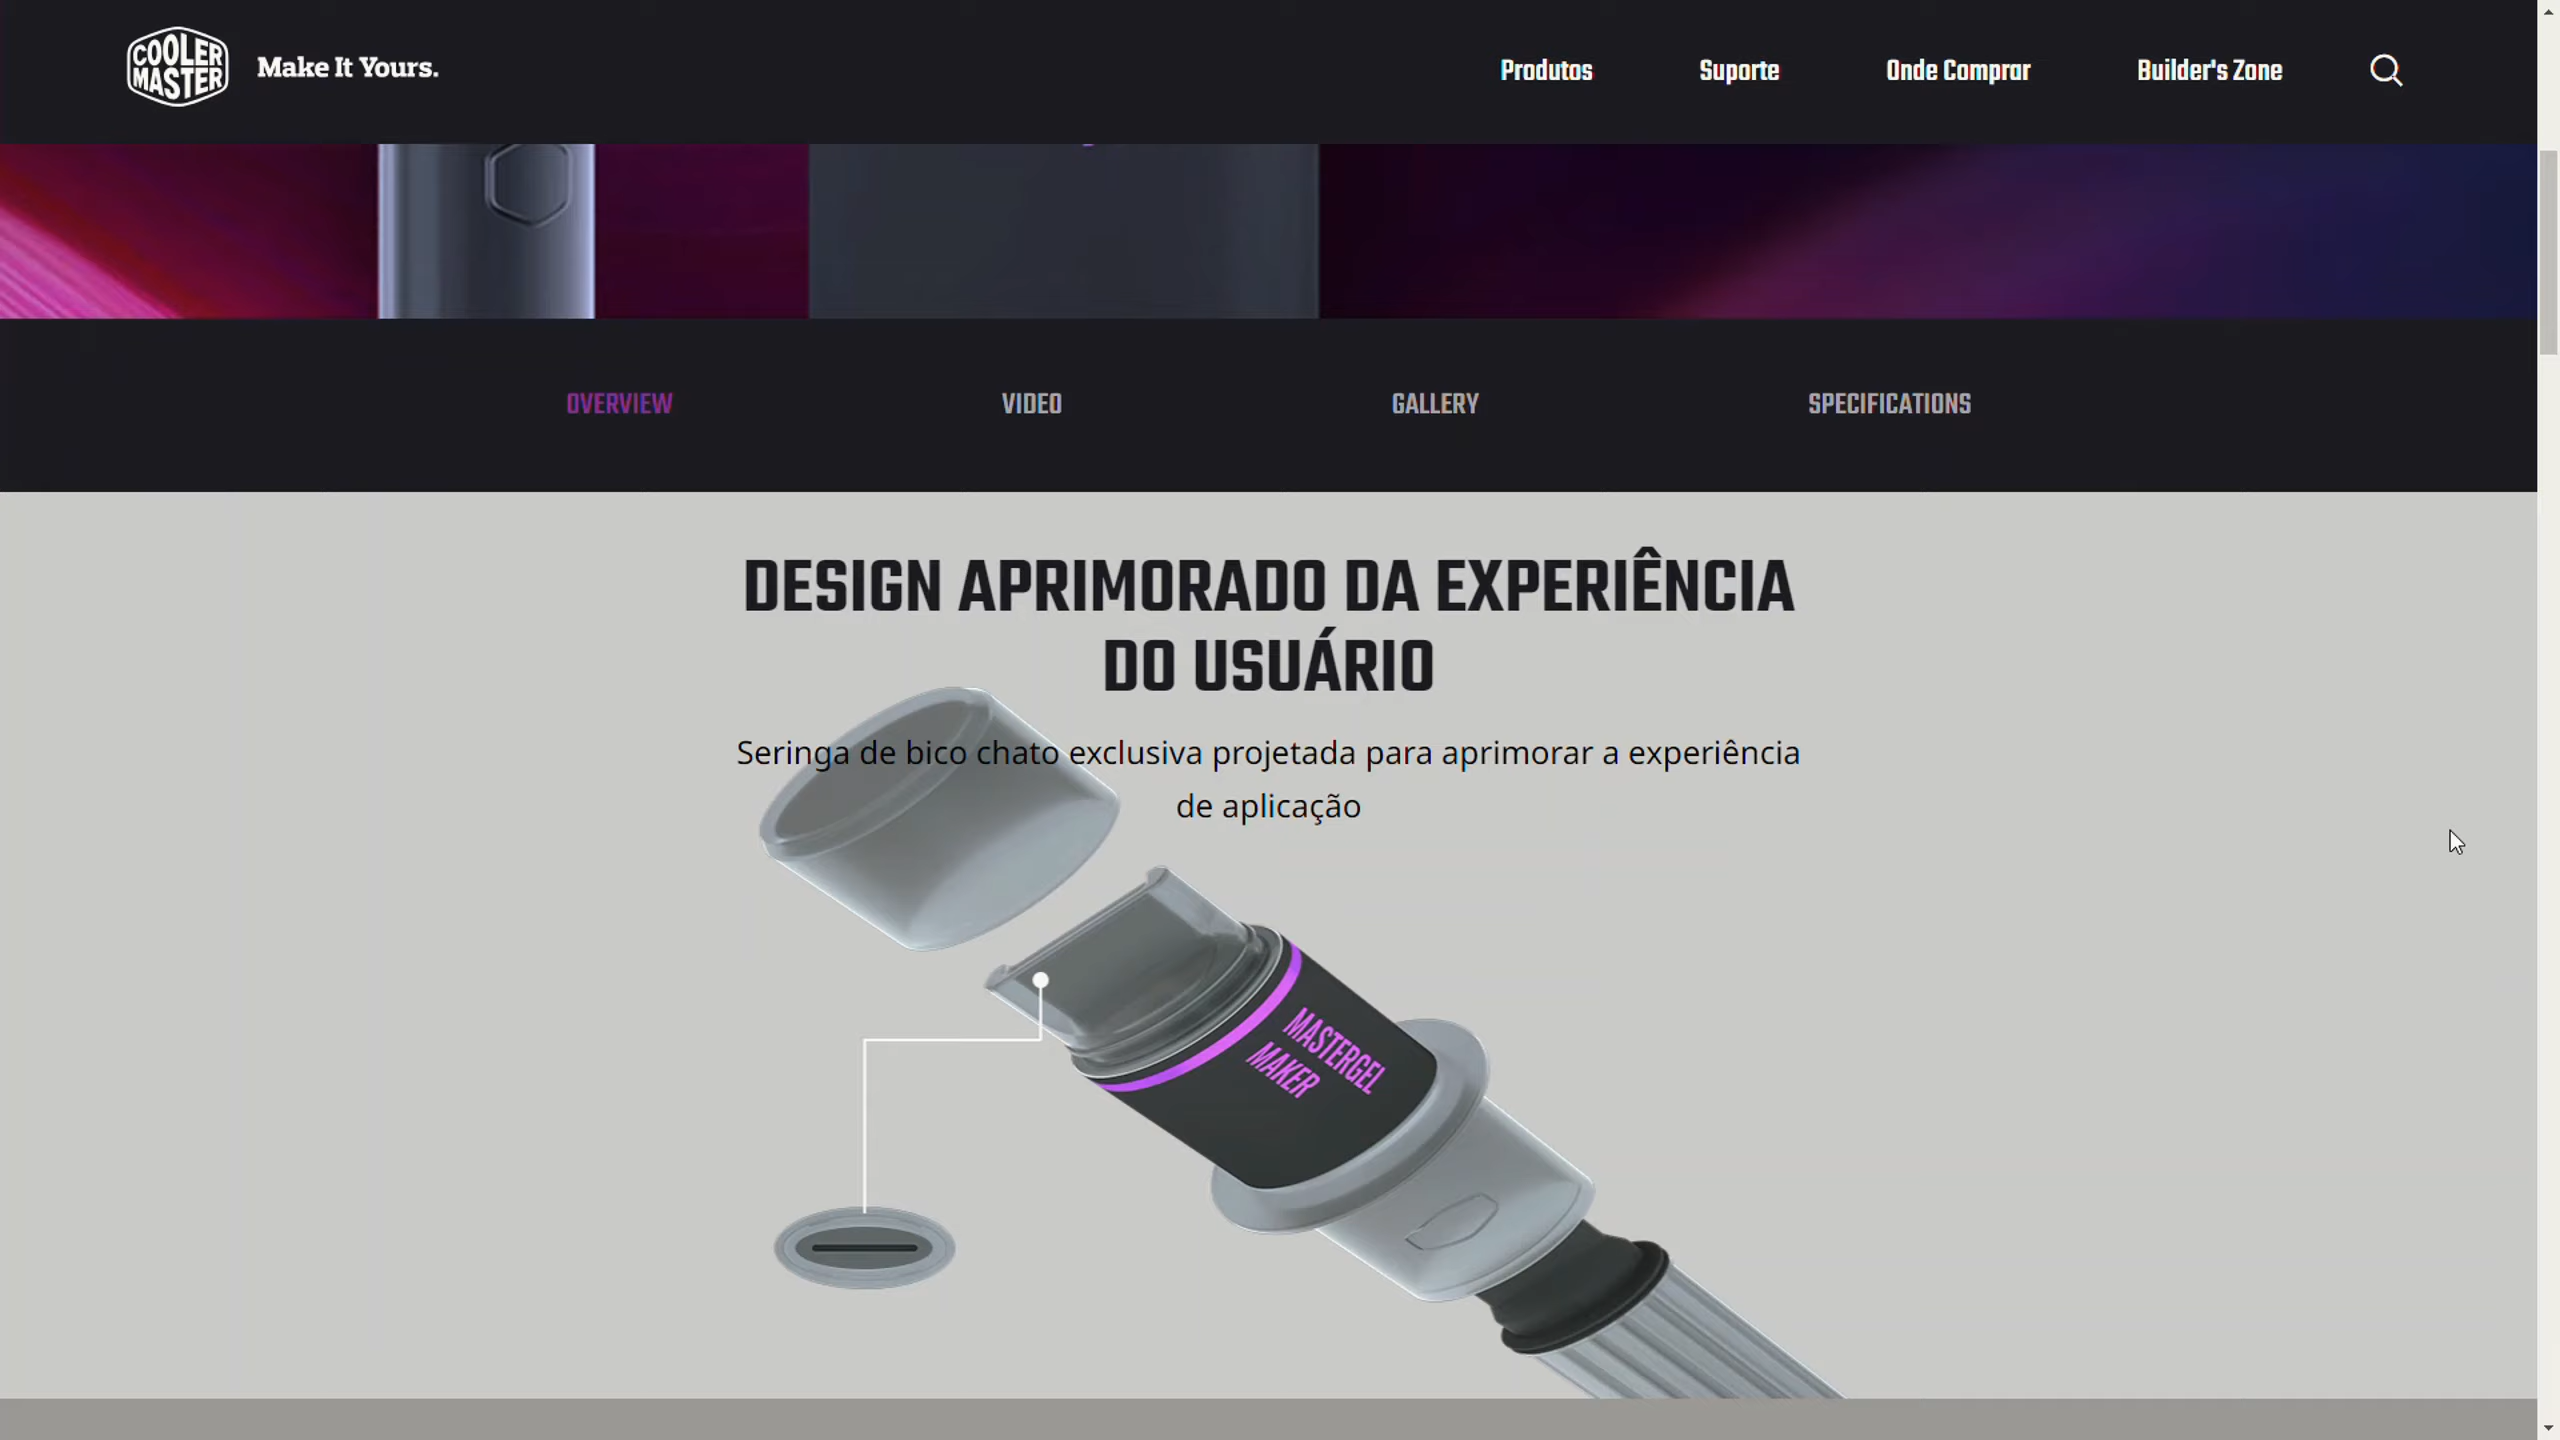 COOLER
MASTER
Make It Yours.
Produtos
Suporte
Onde Comprar
Builder's Zone
OVERVIEW
VIDEO
GALLERY
SPECIFICATIONS
DESIGN APRIMORADO DA EXPERIÊNCIA
DO USUÁRIO
Seringa de bico chato exclusiva projetada para aprimorar a experiência
de aplicação
MASTERGEL
MAKER